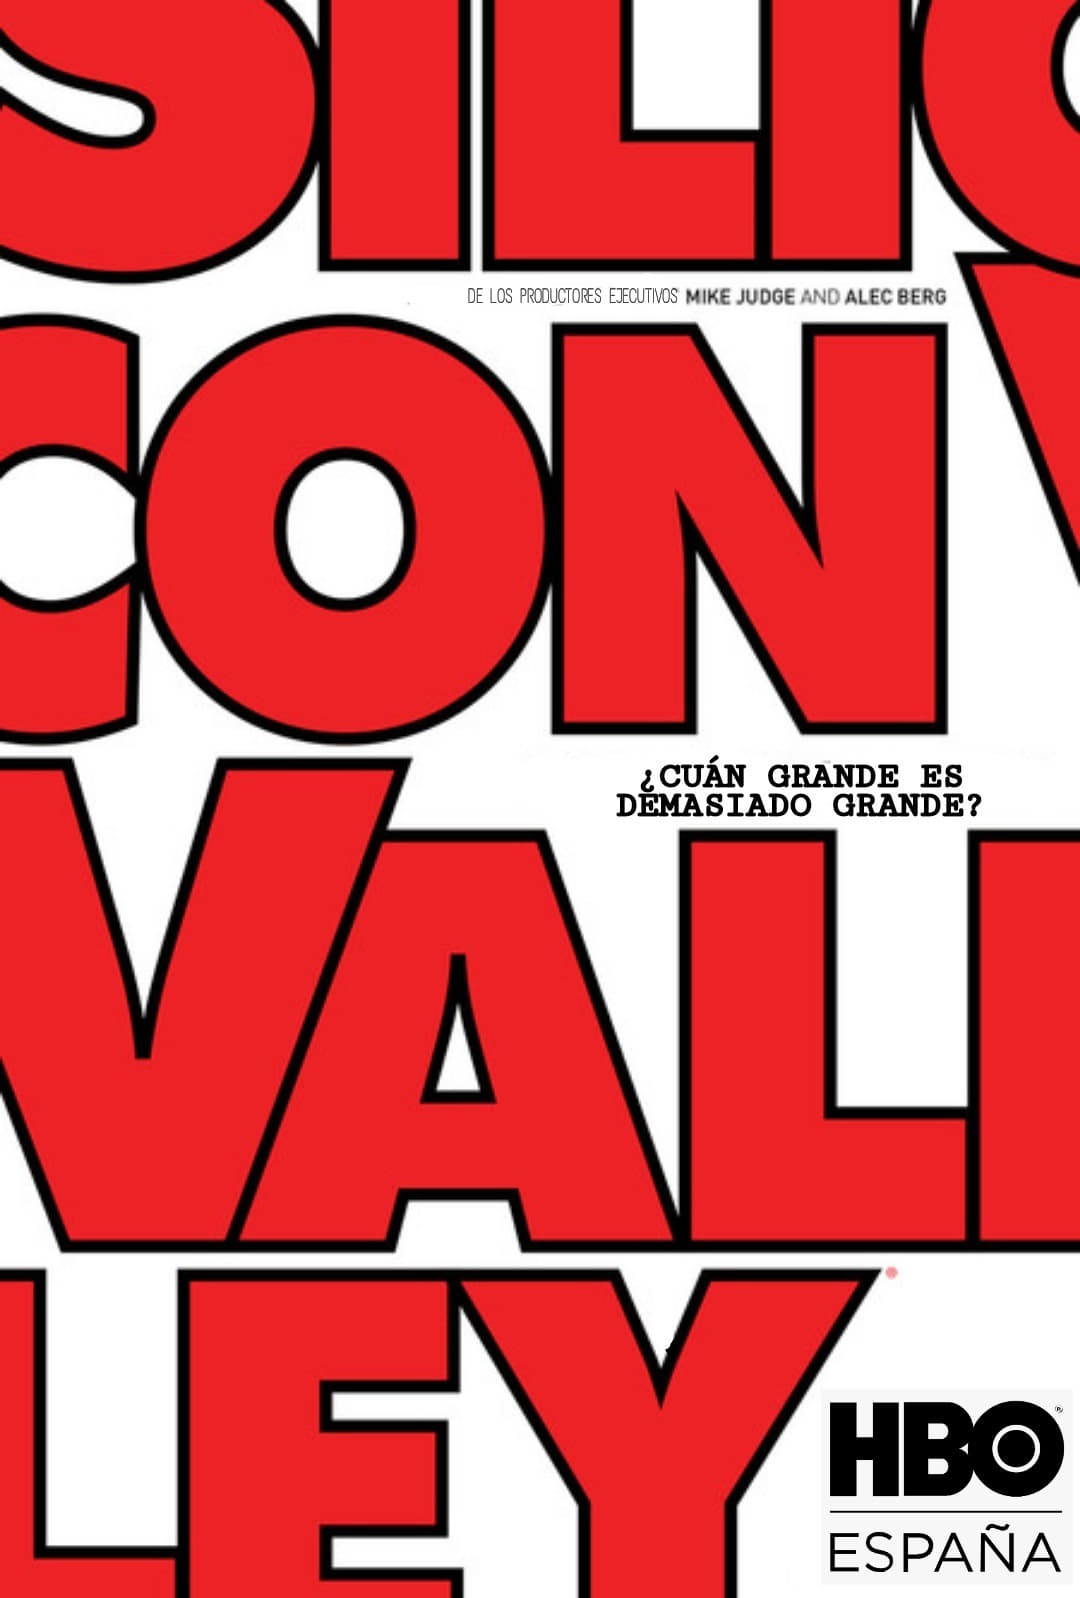 SILIC
DE LOS PRODUCTORES EJECUTIVOS MIKE JUDGE AND ALEC BERG
CON V
¿CUÁN GRANDE ES
DEMASIADO GRANDE?
VALL
LEY
HBO®
ESPAÑA